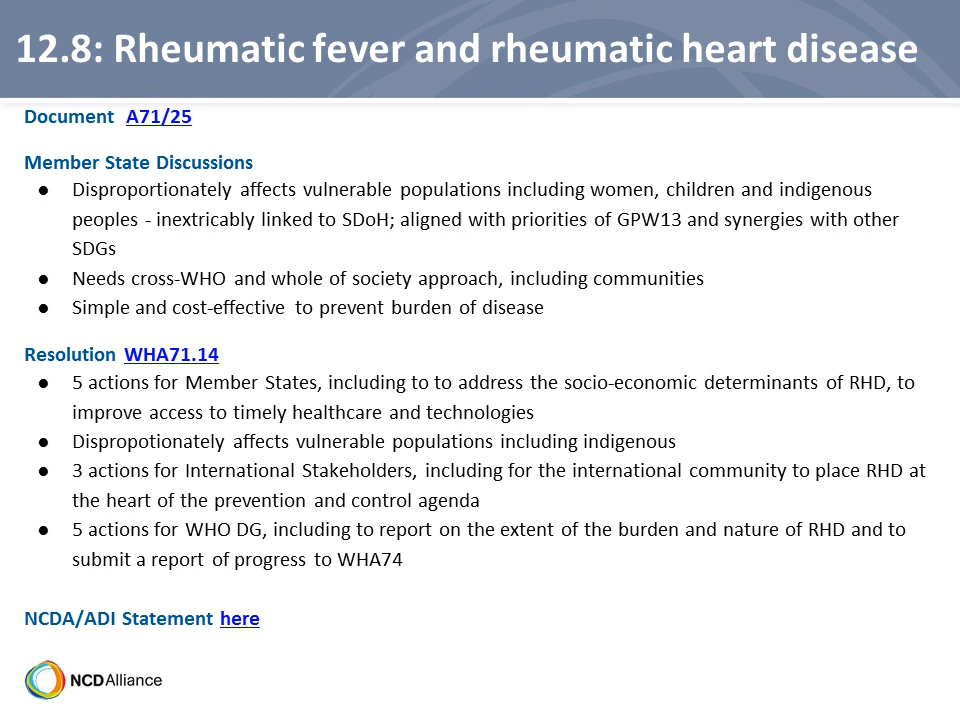 12.8: Rheumatic fever and rheumatic heart disease
Document A71/25
Member State Discussions
● Disproportionately affects vulnerable populations including women, children and indigenous
peoples - inextricably linked to SDoH; aligned with priorities of GPW13 and synergies with other
SDGs
● Needs cross-WHO and whole of society approach, including communities
● Simple and cost-effective to prevent burden of disease
Resolution WHA71.14
● 5 actions for Member States, including to to address the socio-economic determinants of RHD, to
improve access to timely healthcare and technologies
● Dispropotionately affects vulnerable populations including indigenous
● 3 actions for International Stakeholders, including for the international community to place RHD at
the heart of the prevention and control agenda
● 5 actions for WHO DG, including to report on the extent of the burden and nature of RHD and to
submit a report of progress to WHA74
NCDA/ADI Statement here
NCDAlliance